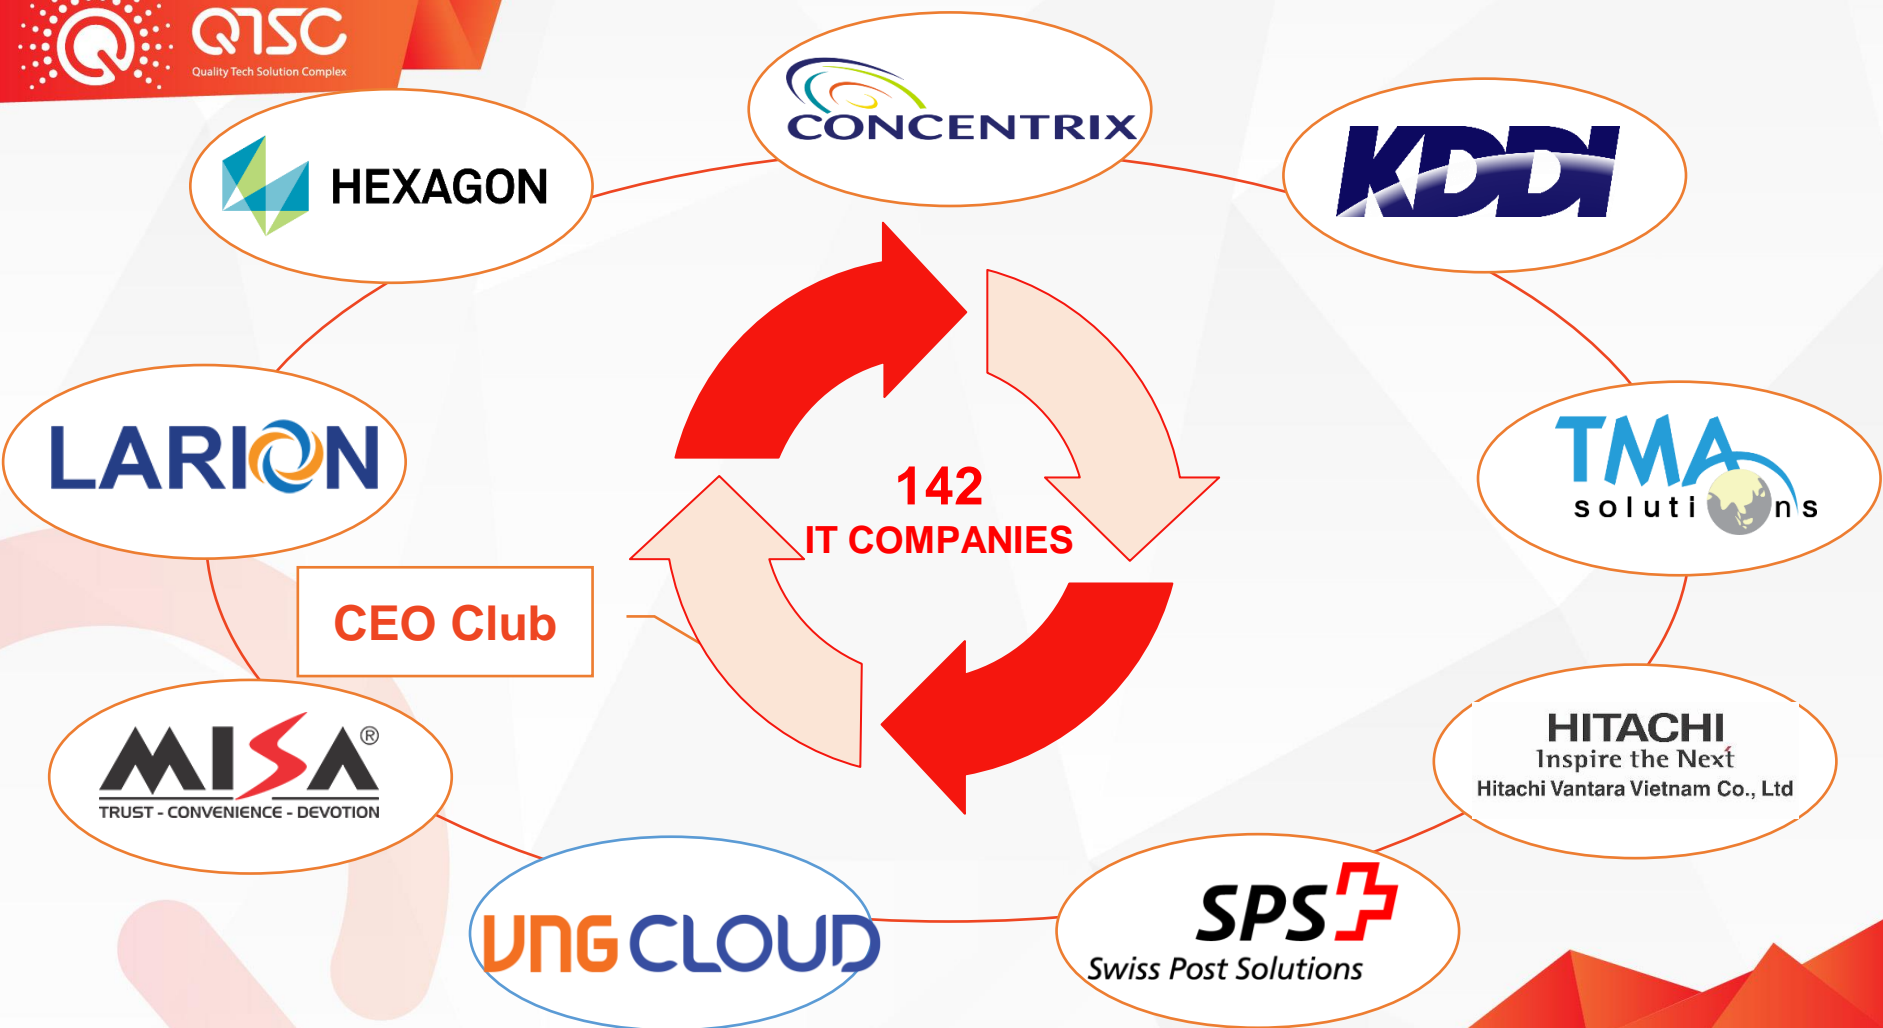 QTSC
Quality Tech Solution Complex
CONCENTRIX
HEXAGON
KDDI
LARION
TMA
solutions
142
IT COMPANIES
CEO Club
MISA®
TRUST - CONVENIENCE - DEVOTION
HITACHI
Inspire the Next
Hitachi Vantara Vietnam Co., Ltd
VNG CLOUD
SPS
Swiss Post Solutions